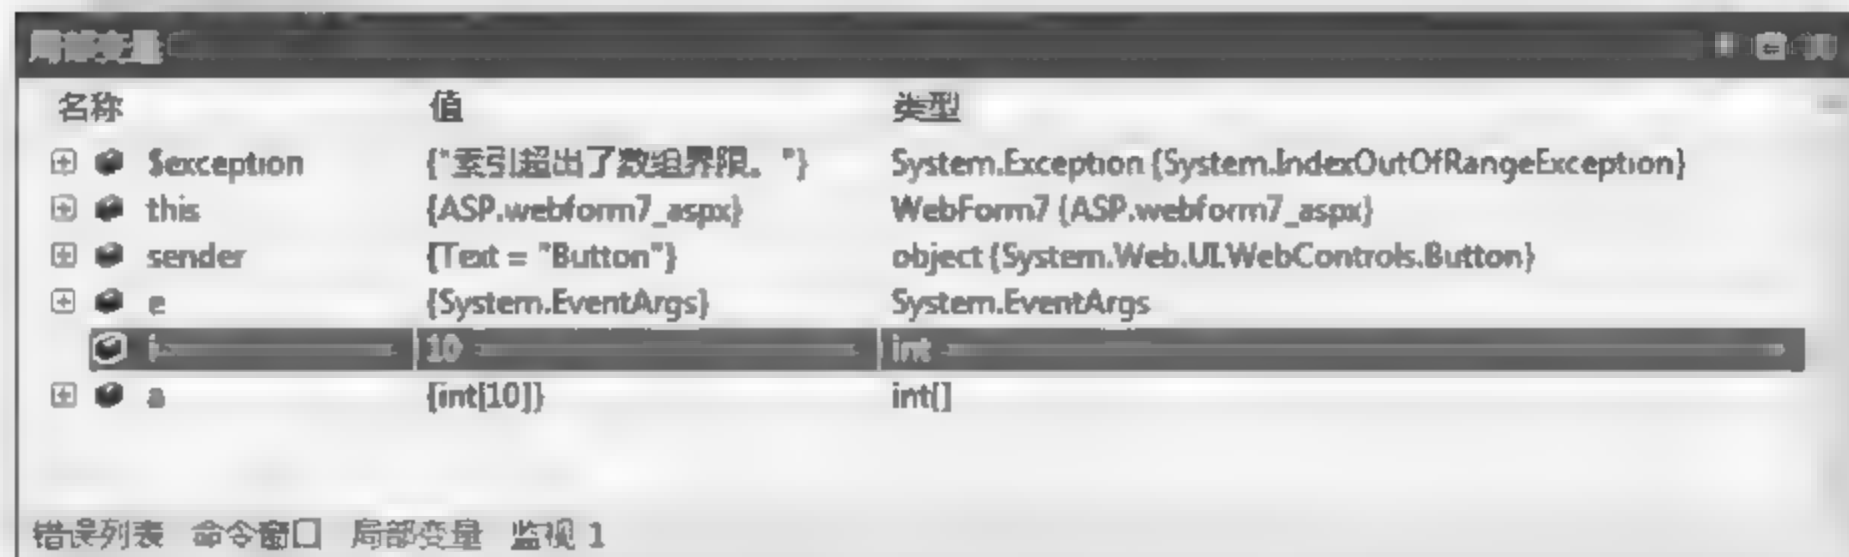 局部变量
名称 值 类型
$exception {"索引超出了数组界限。"} System.Exception {System.IndexOutOfRangeException}
this {ASP.webform7_aspx} WebForm7 {ASP.webform7_aspx}
sender {Text = "Button"} object {System.Web.UI.WebControls.Button}
e {System.EventArgs} System.EventArgs
i 10 int
a {int[10]} int[]
错误列表 命令窗口 局部变量 监视 1